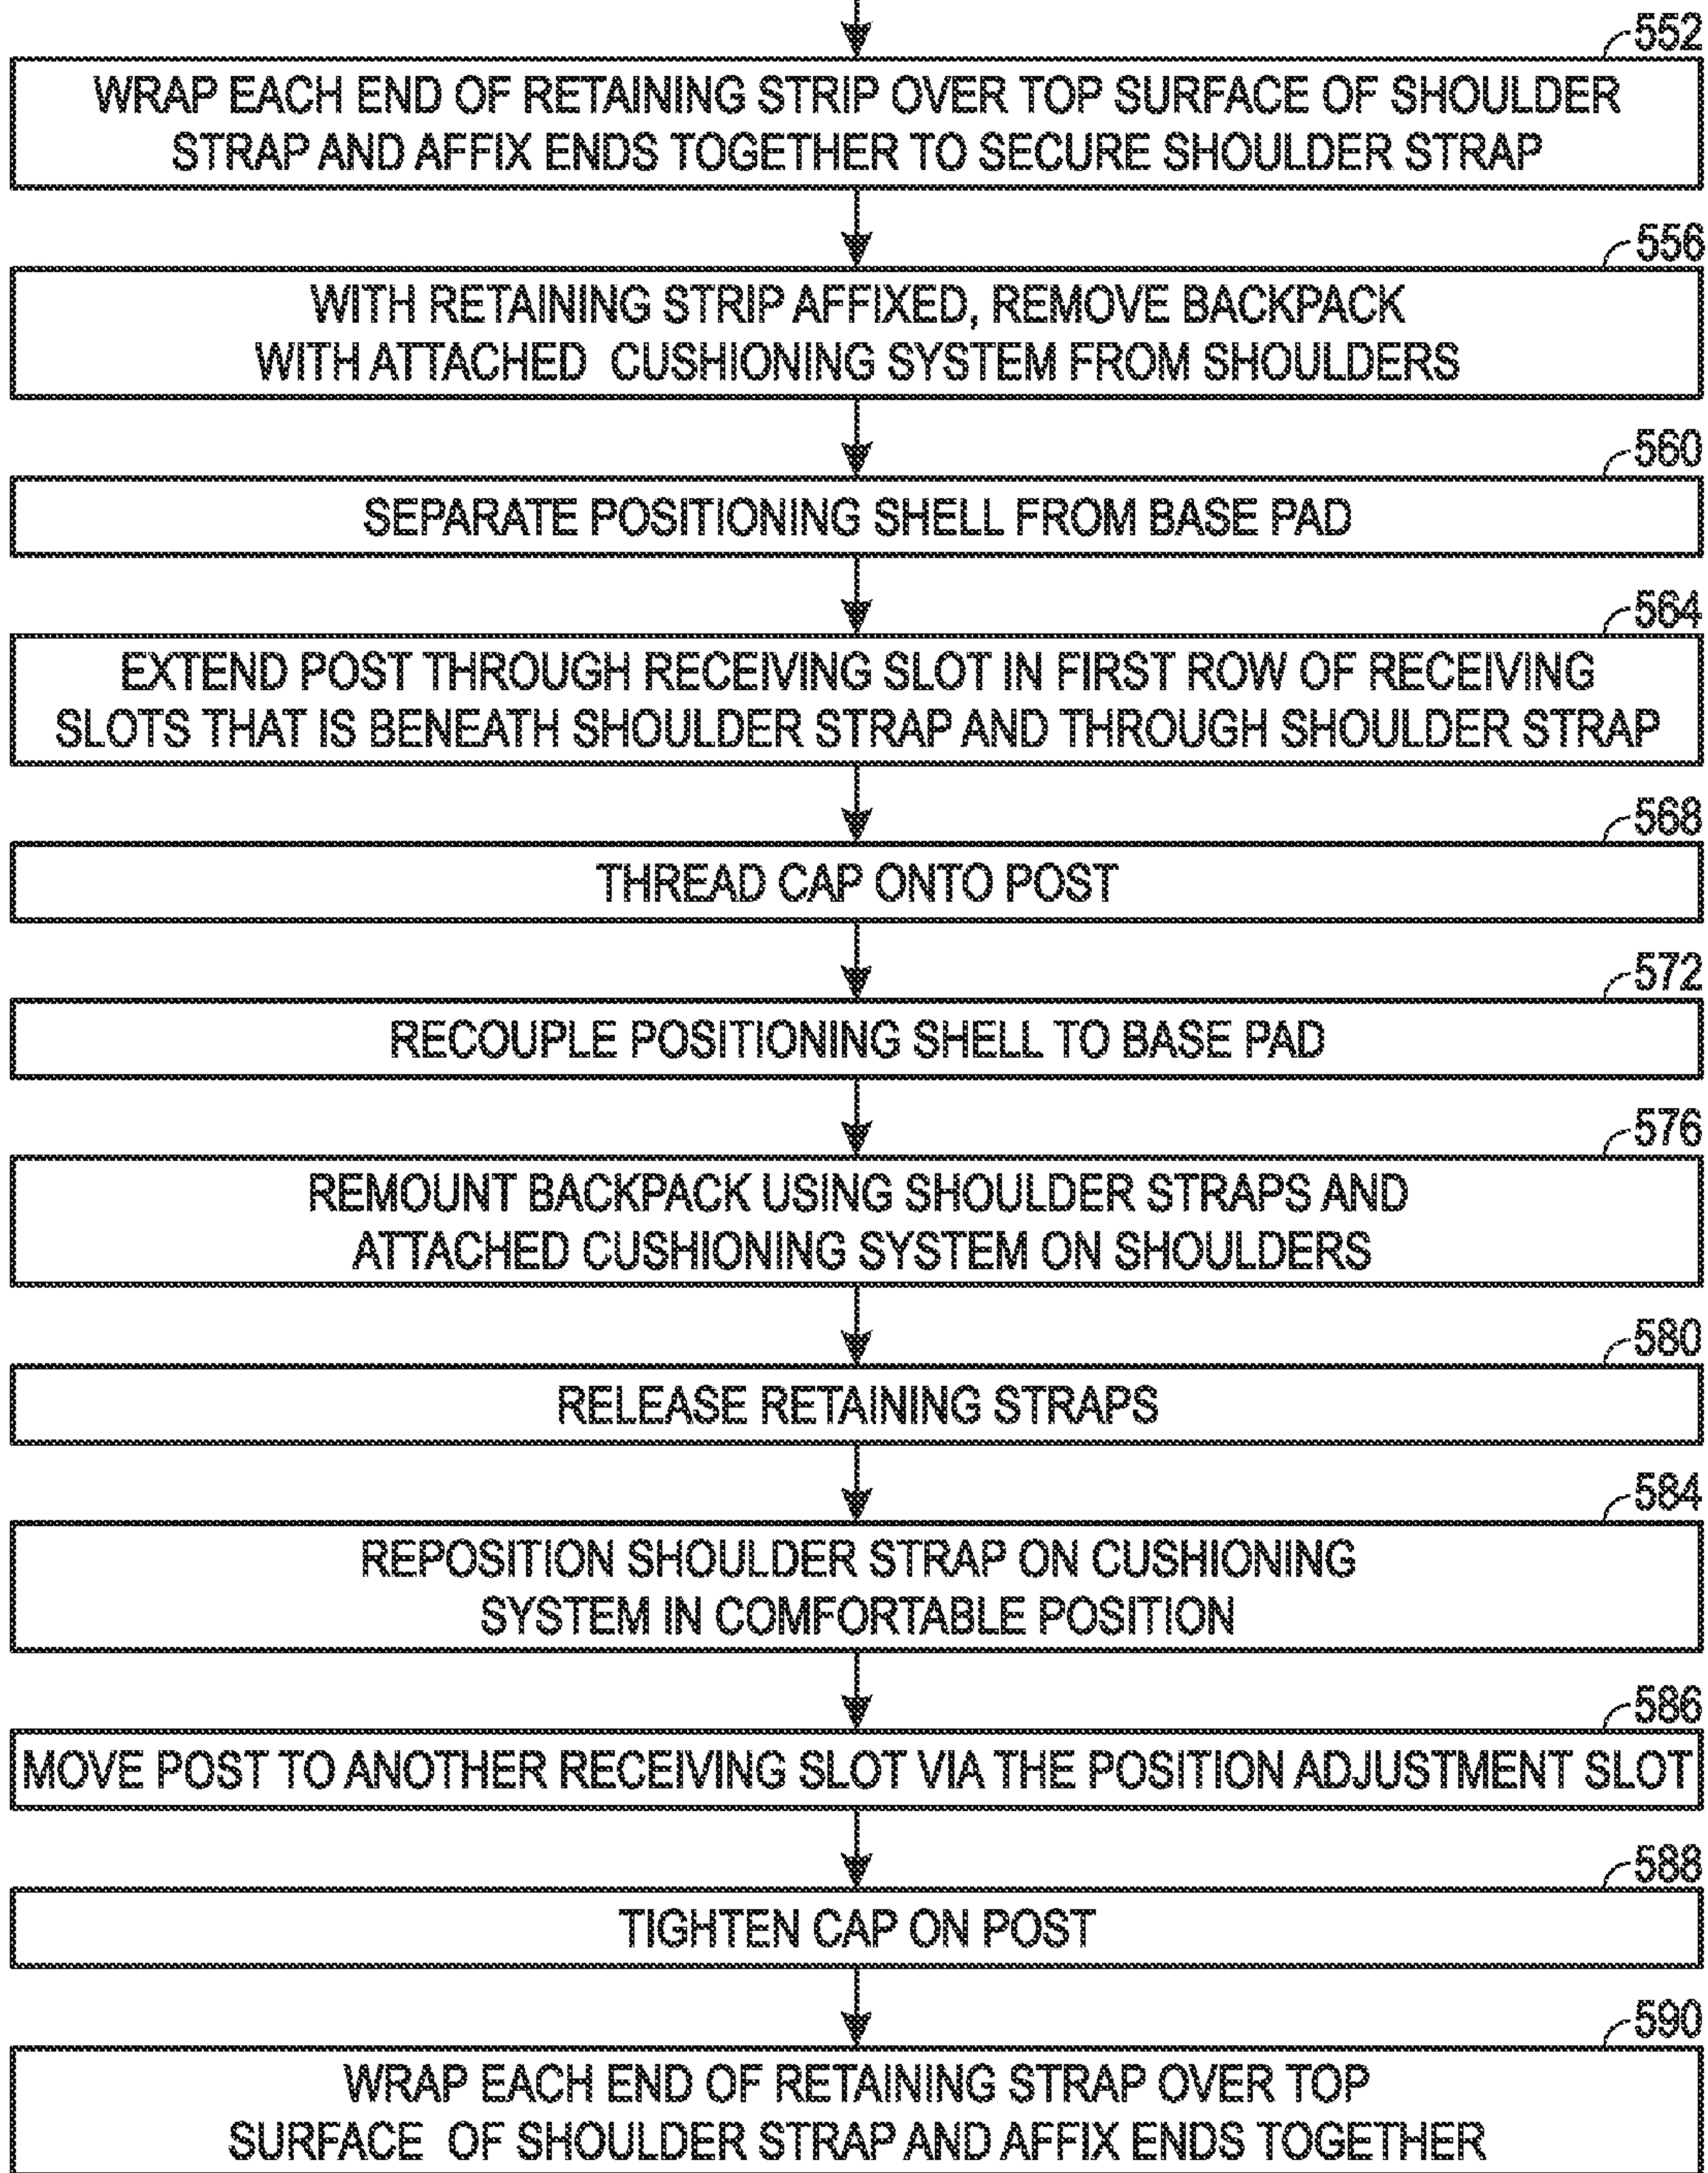 552
WRAP EACH END OF RETAINING STRIP OVER TOP SURFACE OF SHOULDER
STRAP AND AFFIX ENDS TOGETHER TO SECURE SHOULDER STRAP
556
WITH RETAINING STRIP AFFIXED, REMOVE BACKPACK
WITH ATTACHED CUSHIONING SYSTEM FROM SHOULDERS
560
SEPARATE POSITIONING SHELL FROM BASE PAD
564
EXTEND POST THROUGH RECEIVING SLOT IN FIRST ROW OF RECEIVING
SLOTS THAT IS BENEATH SHOULDER STRAP AND THROUGH SHOULDER STRAP
568
THREAD CAP ONTO POST
572
RECOUPLE POSITIONING SHELL TO BASE PAD
576
REMOUNT BACKPACK USING SHOULDER STRAPS AND
ATTACHED CUSHIONING SYSTEM ON SHOULDERS
580
RELEASE RETAINING STRAPS
584
REPOSITION SHOULDER STRAP ON CUSHIONING
SYSTEM IN COMFORTABLE POSITION
586
MOVE POST TO ANOTHER RECEIVING SLOT VIA THE POSITION ADJUSTMENT SLOT
588
TIGHTEN CAP ON POST
590
WRAP EACH END OF RETAINING STRAP OVER TOP
SURFACE OF SHOULDER STRAP AND AFFIX ENDS TOGETHER